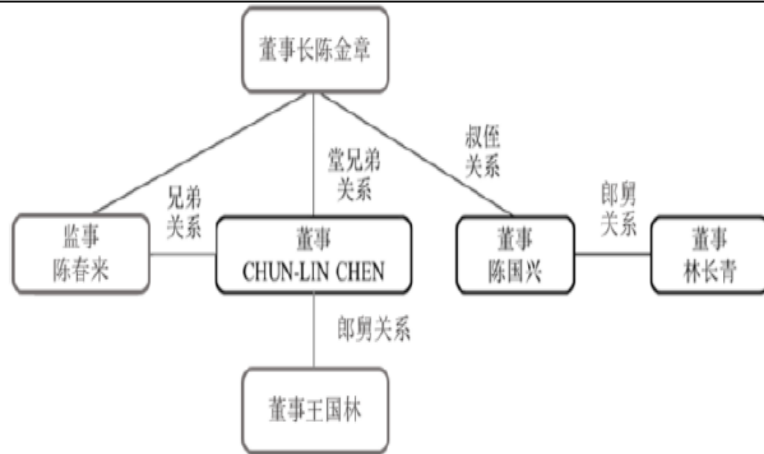 董事长陈金章
兄弟
关系
堂兄弟
关系
叔侄
关系
郎舅
关系
监事
陈春来
董事
CHUN-LIN CHEN
董事
陈国兴
董事
林长青
郎舅关系
董事王国林